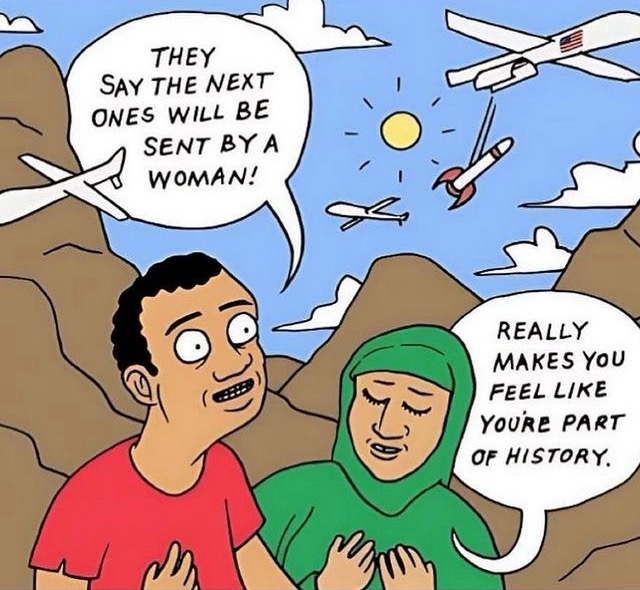 THEY
SAY THE NEXT
ONES WILL BE
SENT BY A
WOMAN!
REALLY
MAKES YOU
FEEL LIKE
YOU'RE PART
OF HISTORY.